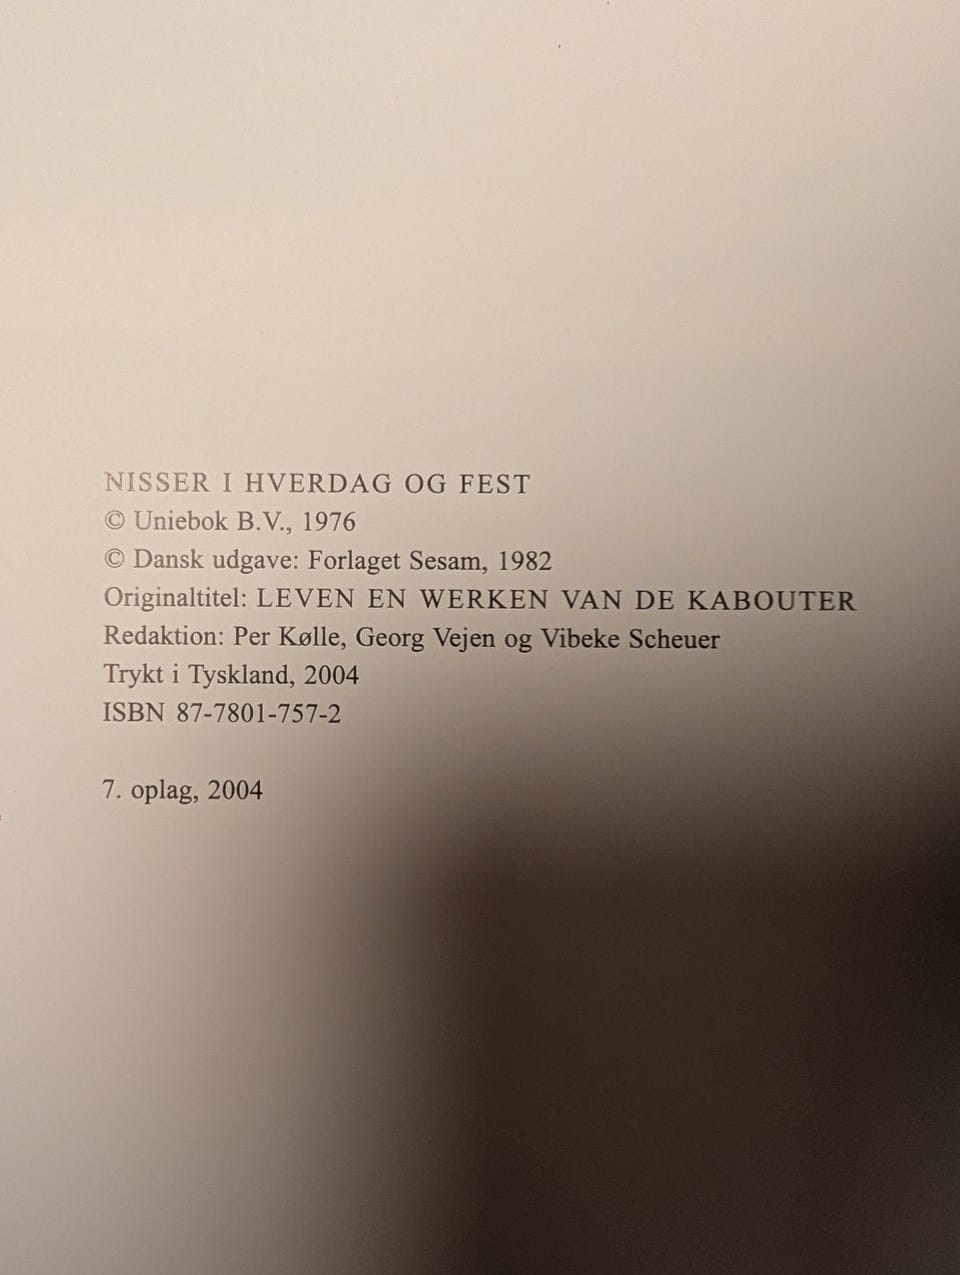 NISSER I HVERDAG OG FEST
© Uniebok B.V., 1976
© Dansk udgave: Forlaget Sesam, 1982
Originaltitel: LEVEN EN WERKEN VAN DE KABOUTER
Redaktion: Per Kølle, Georg Vejen og Vibeke Scheuer
Trykt i Tyskland, 2004
ISBN 87-7801-757-2
7. oplag, 2004